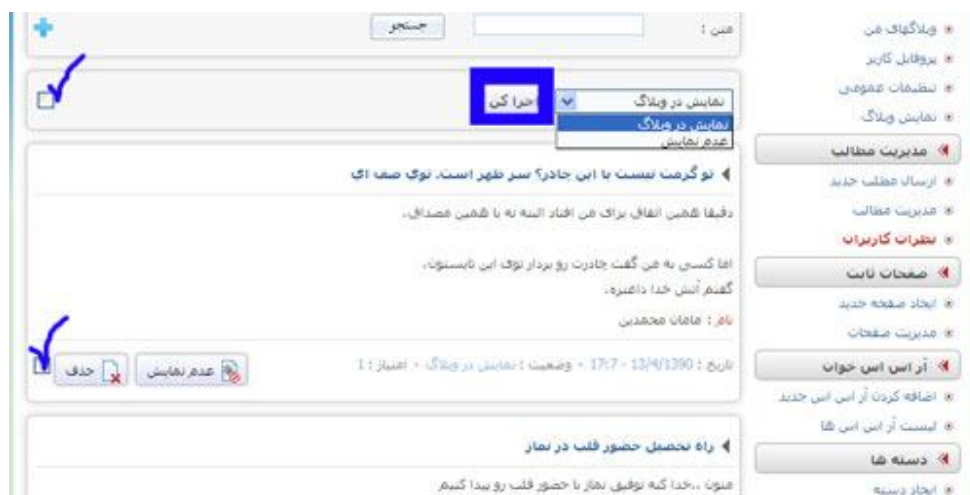 متن :
جستجو
نمایش در وبلاگ
اجرا کن
نمایش در وبلاگ
عدم نمایش
تو گرمت نیست با این چادر؟ سر ظهر است. توی صف اي
دقیقا همین اتفاق برای من افتاد البته نه با همین مصداق..
اما کسی به من گفت چادرت رو بردار توی این تابستون..
گفتم آتش خدا داغتره..
نام : مامان محمدین
تاریخ : 13/4/1390 - 17:7 - وضعیت : نمایش در وبلاگ - امتیاز : 1
عدم نمایش
حذف
راه تحصیل حضور قلب در نماز
ممنون ..خدا کنه توفیق نماز با حضور قلب رو پیدا کنیم
وبلاگهای من
پروفایل کاربر
تنظیمات عمومی
نمایش وبلاگ
مدیریت مطالب
ارسال مطلب جدید
مدیریت مطالب
نظرات کاربران
صفحات ثابت
ایجاد صفحه جدید
مدیریت صفحات
آر اس اس خوان
اضافه کردن آر اس اس جدید
لیست آر اس اس ها
دسته ها
ایجاد دسته